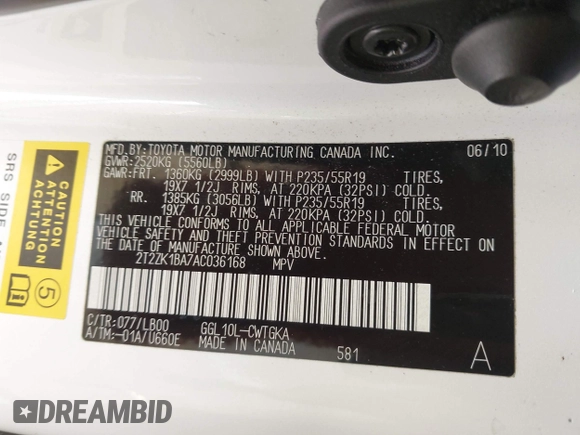 MFD.BY:TOYOTA MOTOR MANUFACTURING CANADA INC. 06/10
GVWR:2520KG (5560LB)
GAWR:FRT. 1360KG (2999LB) WITH P235/55R19 TIRES,
19X7 1/2J RIMS, AT 220KPA (32PSI) COLD.
RR. 1385KG (3056LB) WITH P235/55R19 TIRES,
19X7 1/2J RIMS, AT 220KPA (32PSI) COLD.
THIS VEHICLE CONFORMS TO ALL APPLICABLE FEDERAL MOTOR
VEHICLE SAFETY AND BUMPER STANDARDS IN EFFECT ON
THE DATE OF MANUFACTURE SHOWN ABOVE.
2T2ZK1BA7AC036168 MPV
C/TR:077/LB00 GGL10L-CWTGKA
A/TM:-01A/U660E MADE IN CANADA 581 A
CAUTION
SRS SIDE
5
DREAMBID